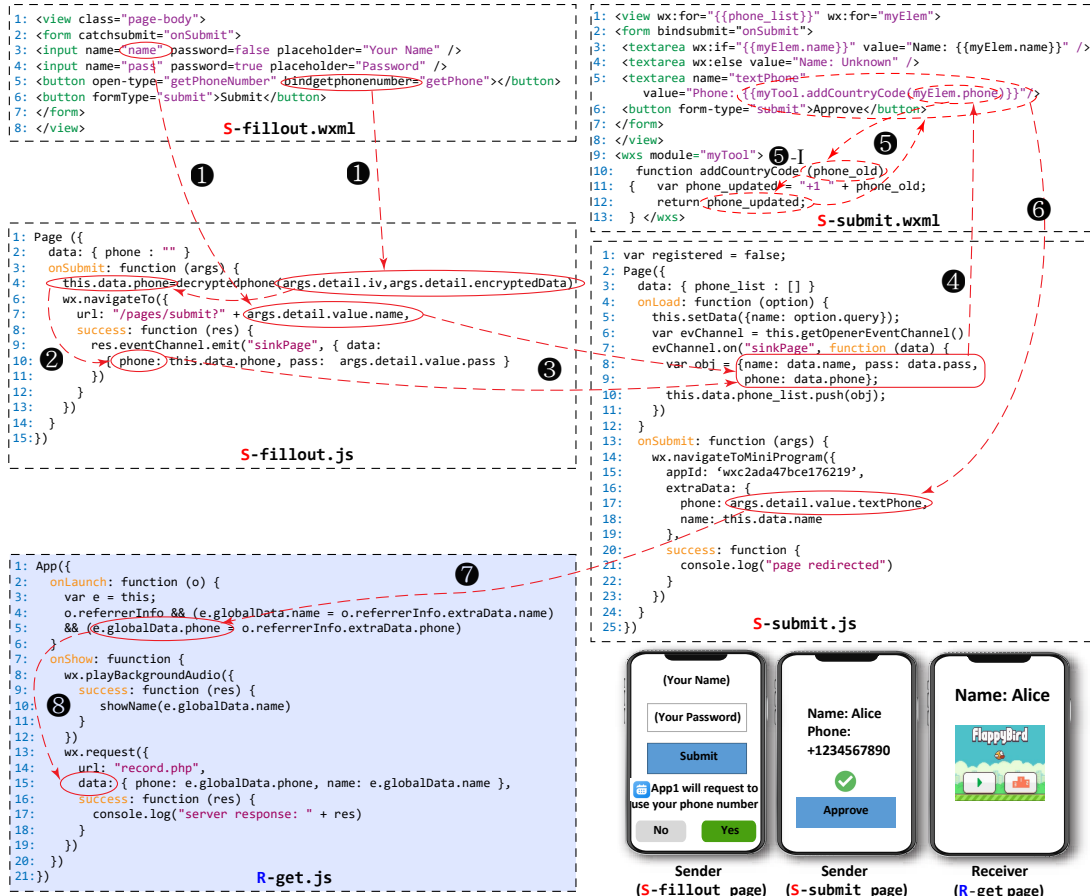 1: <view class="page-body">
2: <form catchsubmit="onSubmit">
3: <input name="name" password=false placeholder="Your Name" />
4: <input name="pass" password=true placeholder="Password" />
5: <button open-type="getPhoneNumber" bindgetphonenumber="getPhone"></button>
6: <button formType="submit">Submit</button>
7: </form>
8: </view>
S-fillout.wxml
1: <view wx:for="{{phone_list}}" wx:for="myElem">
2: <form bindsubmit="onSubmit">
3: <textarea wx:if="{{myElem.name}}" value="Name: {{myElem.name}}" />
4: <textarea wx:else value="Name: Unknown" />
5: <textarea name="textPhone"
value="Phone: {{myTool.addCountryCode(myElem.phone)}}"/>
6: <button form-type="submit">Approve</button>
7: </form>
8: </view>
9: <wxs module="myTool"> ❺-I
❺
10: function addCountryCode (phone_old)
11: { var phone_updated = "+1 " + phone_old;
12: return phone_updated;
13: } </wxs>
S-submit.wxml
❶
❶
❻
1: Page ({
2: data: { phone : "" }
3: onSubmit: function (args) {
4: this.data.phone=decryptedphone(args.detail.iv,args.detail.encryptedData)
6: wx.navigateTo({
7: url: "/pages/submit?" + args.detail.value.name,
8: success: function (res) {
9: res.eventChannel.emit("sinkPage", { data:
10: { phone: this.data.phone, pass: args.detail.value.pass }
11: })
12: }
13: })
14: }
15:})
❷
❸
S-fillout.js
1: var registered = false;
2: Page({
3: data: { phone_list : [] }
4: onLoad: function (option) {
5: this.setData({name: option.query});
6: var evChannel = this.getOpenerEventChannel()
7: evChannel.on("sinkPage", function (data) {
8: var obj = {name: data.name, pass: data.pass,
9: phone: data.phone};
10: this.data.phone_list.push(obj);
11: })
12: }
13: onSubmit: function (args) {
14: wx.navigateToMiniProgram({
15: appId: ‘wxc2ada47bce176219’,
16: extraData: {
17: phone: args.detail.value.textPhone,
18: name: this.data.name
19: },
20: success: function {
21: console.log("page redirected")
22: }
23: })
24: }
25:})
❹
S-submit.js
❼
1: App({
2: onLaunch: function (o) {
3: var e = this;
4: o.referrerInfo && (e.globalData.name = o.referrerInfo.extraData.name)
5: && (e.globalData.phone = o.referrerInfo.extraData.phone)
6: }
7: onShow: fuunction {
8: wx.playBackgroundAudio({
9: success: function (res) {
10: showName(e.globalData.name)
11: }
12: })
13: wx.request({
14: url: "record.php",
15: data: { phone: e.globalData.phone, name: e.globalData.name },
16: success: function (res) {
17: console.log("server response: " + res)
18: }
19: })
20: })
21:})
❽
R-get.js
(Your Name)
(Your Password)
Submit
App1 will request to
use your phone number
No
Yes
Sender
(S-fillout page)
Name: Alice
Phone:
+1234567890
Approve
Sender
(S-submit page)
Name: Alice
FlappyBird
Receiver
(R-get page)